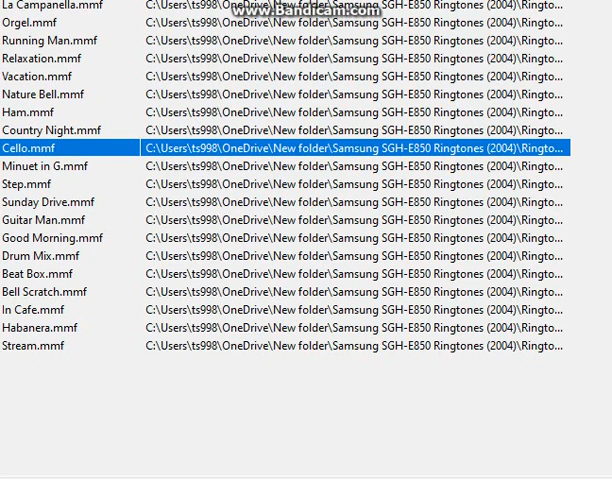 www.Bandicam.com
La Campanella.mmf C:\Users\ts998\OneDrive\New folder\Samsung SGH-E850 Ringtones (2004)\Ringto...
Orgel.mmf C:\Users\ts998\OneDrive\New folder\Samsung SGH-E850 Ringtones (2004)\Ringto...
Running Man.mmf C:\Users\ts998\OneDrive\New folder\Samsung SGH-E850 Ringtones (2004)\Ringto...
Relaxation.mmf C:\Users\ts998\OneDrive\New folder\Samsung SGH-E850 Ringtones (2004)\Ringto...
Vacation.mmf C:\Users\ts998\OneDrive\New folder\Samsung SGH-E850 Ringtones (2004)\Ringto...
Nature Bell.mmf C:\Users\ts998\OneDrive\New folder\Samsung SGH-E850 Ringtones (2004)\Ringto...
Ham.mmf C:\Users\ts998\OneDrive\New folder\Samsung SGH-E850 Ringtones (2004)\Ringto...
Country Night.mmf C:\Users\ts998\OneDrive\New folder\Samsung SGH-E850 Ringtones (2004)\Ringto...
Cello.mmf C:\Users\ts998\OneDrive\New folder\Samsung SGH-E850 Ringtones (2004)\Ringto...
Minuet in G.mmf C:\Users\ts998\OneDrive\New folder\Samsung SGH-E850 Ringtones (2004)\Ringto...
Step.mmf C:\Users\ts998\OneDrive\New folder\Samsung SGH-E850 Ringtones (2004)\Ringto...
Sunday Drive.mmf C:\Users\ts998\OneDrive\New folder\Samsung SGH-E850 Ringtones (2004)\Ringto...
Guitar Man.mmf C:\Users\ts998\OneDrive\New folder\Samsung SGH-E850 Ringtones (2004)\Ringto...
Good Morning.mmf C:\Users\ts998\OneDrive\New folder\Samsung SGH-E850 Ringtones (2004)\Ringto...
Drum Mix.mmf C:\Users\ts998\OneDrive\New folder\Samsung SGH-E850 Ringtones (2004)\Ringto...
Beat Box.mmf C:\Users\ts998\OneDrive\New folder\Samsung SGH-E850 Ringtones (2004)\Ringto...
Bell Scratch.mmf C:\Users\ts998\OneDrive\New folder\Samsung SGH-E850 Ringtones (2004)\Ringto...
In Cafe.mmf C:\Users\ts998\OneDrive\New folder\Samsung SGH-E850 Ringtones (2004)\Ringto...
Habanera.mmf C:\Users\ts998\OneDrive\New folder\Samsung SGH-E850 Ringtones (2004)\Ringto...
Stream.mmf C:\Users\ts998\OneDrive\New folder\Samsung SGH-E850 Ringtones (2004)\Ringto...